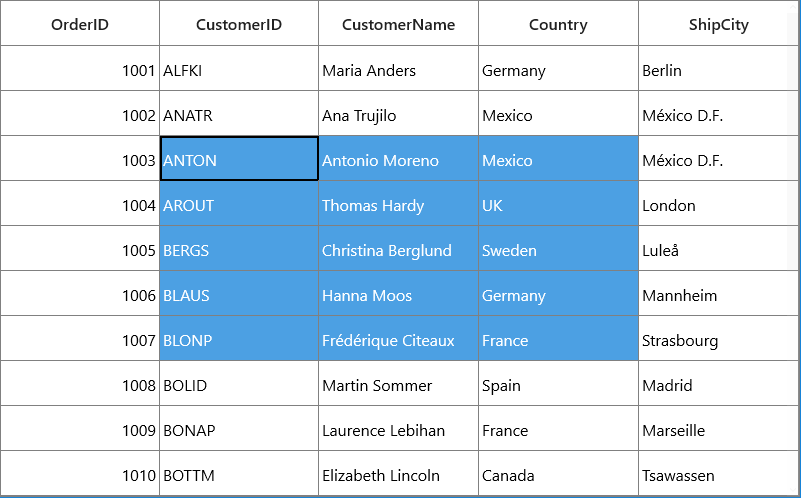 OrderID CustomerID CustomerName Country ShipCity
1001 ALFKI Maria Anders Germany Berlin
1002 ANATR Ana Trujilo Mexico México D.F.
1003 ANTON Antonio Moreno Mexico México D.F.
1004 AROUT Thomas Hardy UK London
1005 BERGS Christina Berglund Sweden Luleå
1006 BLAUS Hanna Moos Germany Mannheim
1007 BLONP Frédérique Citeaux France Strasbourg
1008 BOLID Martin Sommer Spain Madrid
1009 BONAP Laurence Lebihan France Marseille
1010 BOTTM Elizabeth Lincoln Canada Tsawassen